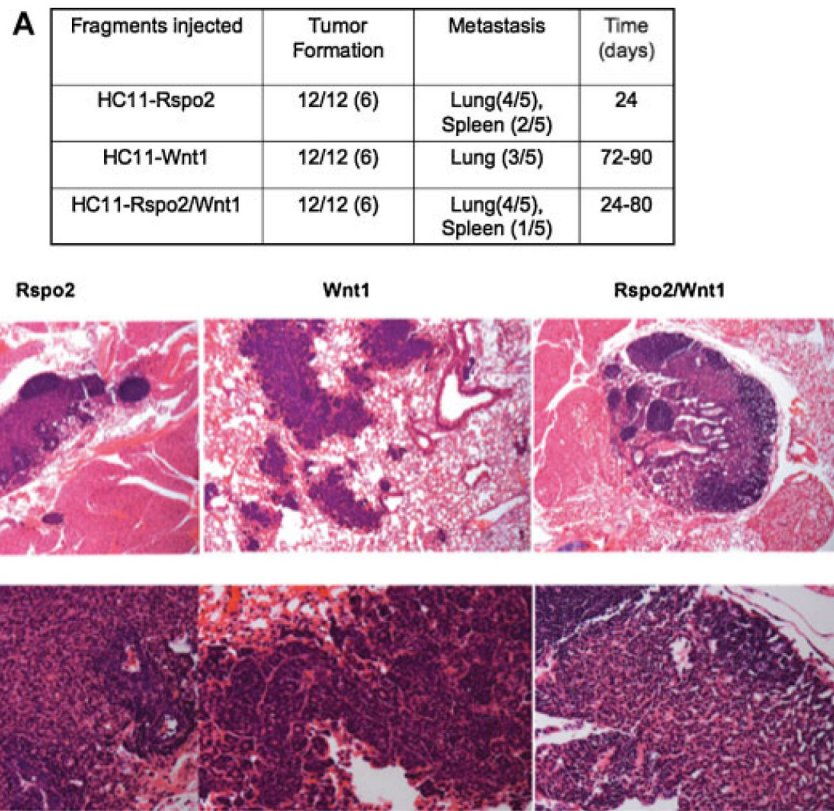 A
Fragments injected Tumor Formation Metastasis Time (days)
HC11-Rspo2 12/12 (6) Lung(4/5), Spleen (2/5) 24
HC11-Wnt1 12/12 (6) Lung (3/5) 72-90
HC11-Rspo2/Wnt1 12/12 (6) Lung(4/5), Spleen (1/5) 24-80
Rspo2 Wnt1 Rspo2/Wnt1